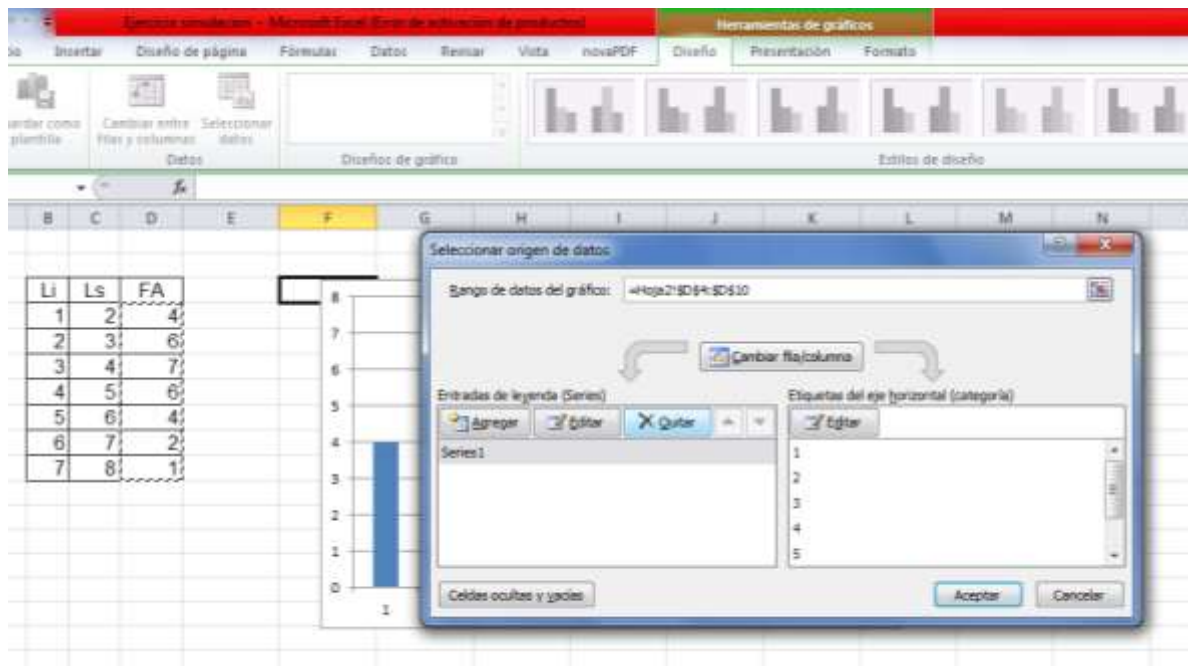 Ejercicio simulacion - Microsoft Excel (Error de activación de productos)
Herramientas de gráficos
Insertar Diseño de página Fórmulas Datos Revisar Vista novaPDF Diseño Presentación Formato
Cambiar entre filas y columnas
Seleccionar datos
plantilla
Datos
Diseños de gráfico
Estilos de diseño
fx
B C D E F G H I J K L M N
Li Ls FA
1 2 4
2 3 6
3 4 7
4 5 6
5 6 4
6 7 2
7 8 1
8
7
6
5
4
3
2
1
0
1
Seleccionar origen de datos
Rango de datos del gráfico: =Hoja2!$D$4:$D$10
Cambiar fila/columna
Entradas de leyenda (Series)
Agregar Editar Quitar
Series1
Etiquetas del eje horizontal (categoría)
Editar
1
2
3
4
5
Celdas ocultas y vacías
Aceptar Cancelar